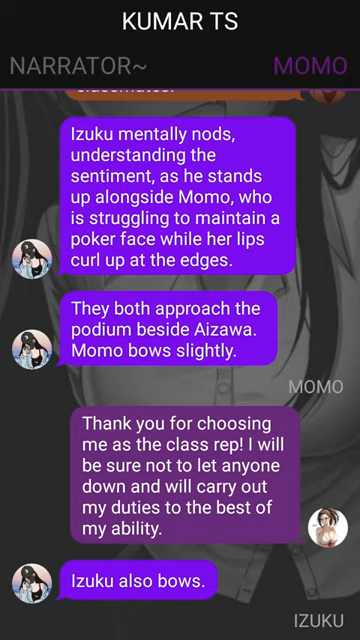 KUMAR TS
NARRATOR~
MOMO
Izuku mentally nods,
understanding the
sentiment, as he stands
up alongside Momo, who
is struggling to maintain a
poker face while her lips
curl up at the edges.
They both approach the
podium beside Aizawa.
Momo bows slightly.
MOMO
Thank you for choosing
me as the class rep! I will
be sure not to let anyone
down and will carry out
my duties to the best of
my ability.
Izuku also bows.
IZUKU